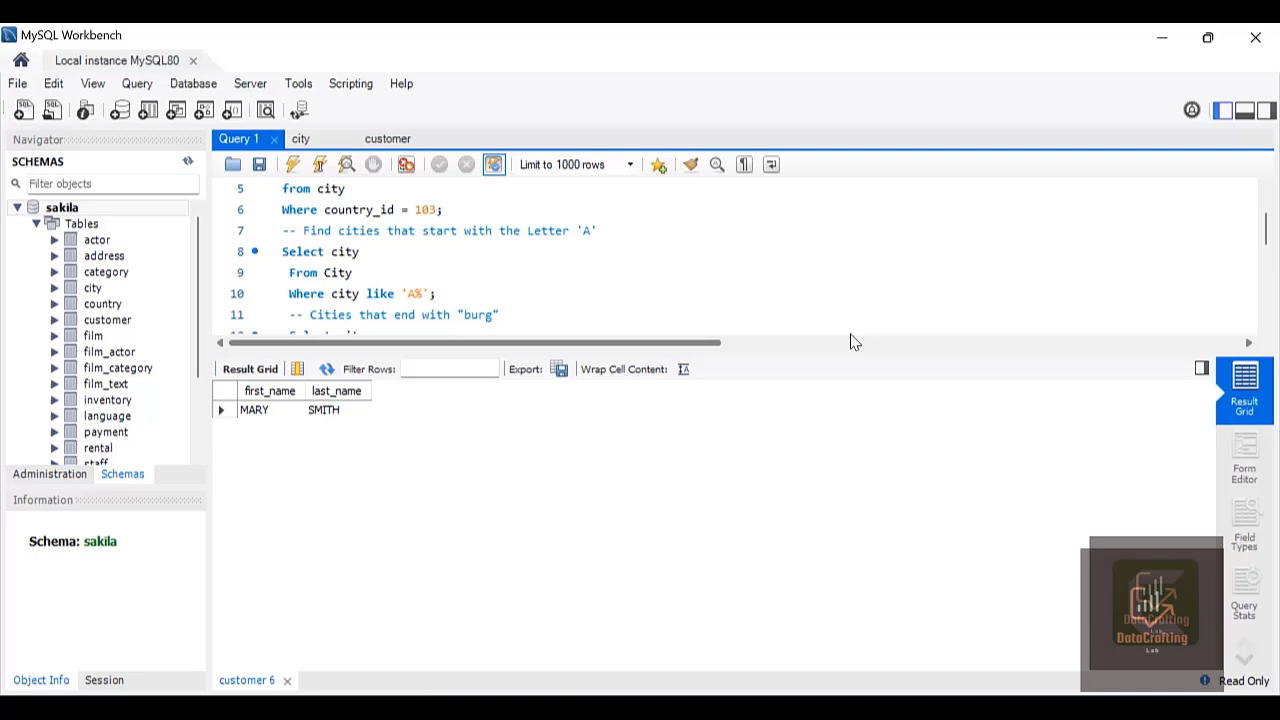 MySQL Workbench
Local instance MySQL80
File Edit View Query Database Server Tools Scripting Help
Navigator
SCHEMAS
Filter objects
sakila
Tables
actor
address
category
city
country
customer
film
film_actor
film_category
film_text
inventory
language
payment
rental
staff
Administration Schemas
Information
Schema: sakila
Object Info Session
Query 1 city customer
Limit to 1000 rows
5 from city
6 Where country_id = 103;
7 -- Find cities that start with the Letter 'A'
8 Select city
9 From City
10 Where city like 'A%';
11 -- Cities that end with "burg"
Result Grid Filter Rows: Export: Wrap Cell Content:
first_name last_name
MARY SMITH
Result
Grid
Form
Editor
Field
Types
Query
Stats
DataCrafting
Lab
DataCrafting
Lab
customer 6
Read Only